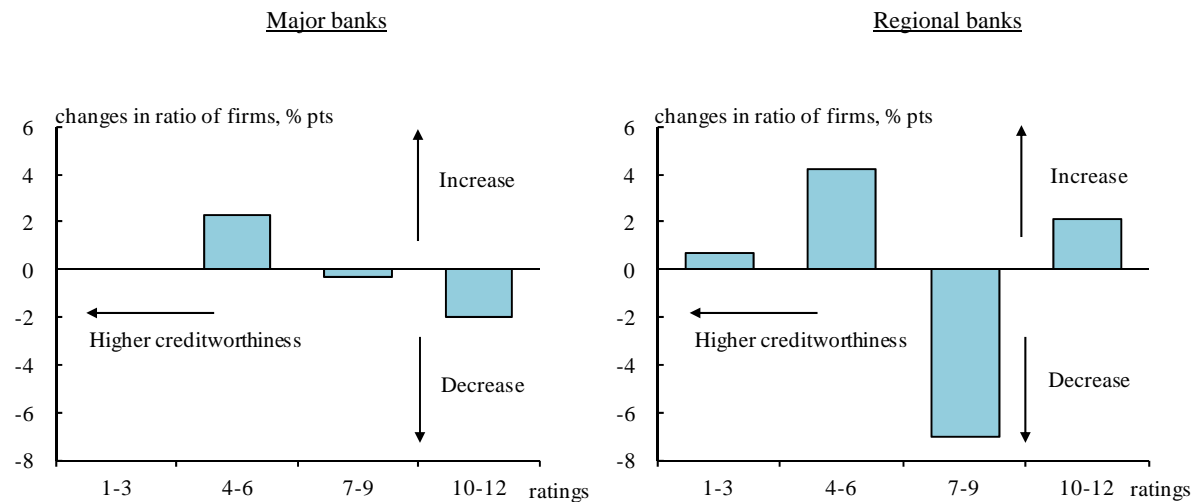 Major banks
changes in ratio of firms, % pts
6
4
2
0
-2
-4
-6
-8
Increase
Higher creditworthiness
Decrease
1-3 4-6 7-9 10-12 ratings
Regional banks
changes in ratio of firms, % pts
6
4
2
0
-2
-4
-6
-8
Increase
Higher creditworthiness
Decrease
1-3 4-6 7-9 10-12 ratings